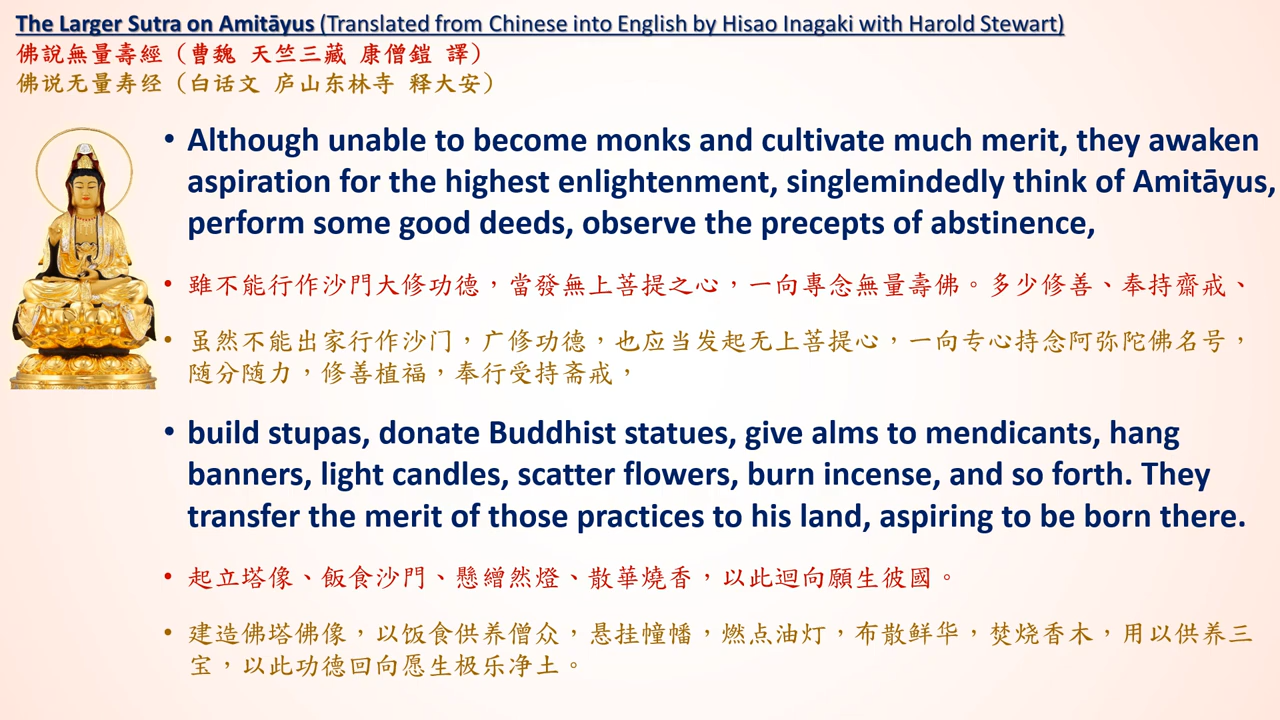 The Larger Sutra on Amitāyus (Translated from Chinese into English by Hisao Inagaki with Harold Stewart)
佛說無量壽經（曹魏 天竺三藏 康僧鎧 譯）
佛说无量寿经（白话文 庐山东林寺 释大安）
• Although unable to become monks and cultivate much merit, they awaken
aspiration for the highest enlightenment, singlemindedly think of Amitāyus,
perform some good deeds, observe the precepts of abstinence,
• 雖不能行作沙門大修功德，當發無上菩提之心，一向專念無量壽佛。多少修善、奉持齋戒、
• 虽然不能出家行作沙门，广修功德，也应当发起无上菩提心，一向专心持念阿弥陀佛名号，
随分随力，修善植福，奉行受持斋戒，
• build stupas, donate Buddhist statues, give alms to mendicants, hang
banners, light candles, scatter flowers, burn incense, and so forth. They
transfer the merit of those practices to his land, aspiring to be born there.
• 起立塔像、飯食沙門、懸繒然燈、散華燒香，以此迴向願生彼國。
• 建造佛塔佛像，以饭食供养僧众，悬挂幢幡，燃点油灯，布散鲜华，焚烧香木，用以供养三
宝，以此功德回向愿生极乐净土。